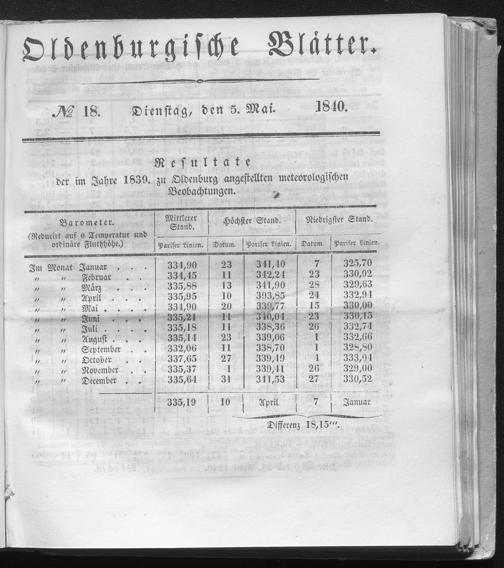 Oldenburgische Blätter.
№ 18. Dienstag, den 5. Mai. 1840.
Resultate
der im Jahre 1839. zu Oldenburg angestellten meteorologischen
Beobachtungen.
Barometer. (Reducirt auf 0 Temperatur und ordinäre Fluthhöhe.) Mittlerer Stand. Höchster Stand. Niedrigster Stand.
Pariser Linien. Datum. Pariser Linien. Datum. Pariser Linien.
Im Monat Januar . . . 334,90 23 341,40 7 325,70
„ „ Februar . . . 334,45 11 342,24 23 330,02
„ „ März . . . 335,88 13 341,90 28 329,63
„ „ April . . . 335,95 10 393,85 24 332,94
„ „ Mai . . . 334,90 20 339,77 15 330,00
„ „ Juni . . . 335,21 11 340,04 23 330,15
„ „ Juli . . . 335,18 11 338,36 26 332,74
„ „ August . . . 335,14 23 339,06 1 332,66
„ „ September . . 332,06 11 338,70 1 328,80
„ „ October . . 337,65 27 339,49 4 333,04
„ „ November . . 335,37 1 339,41 26 329,00
„ „ December . . 335,64 31 341,53 27 330,52
335,19 10 April 7 Januar
Differenz 18,15‴.